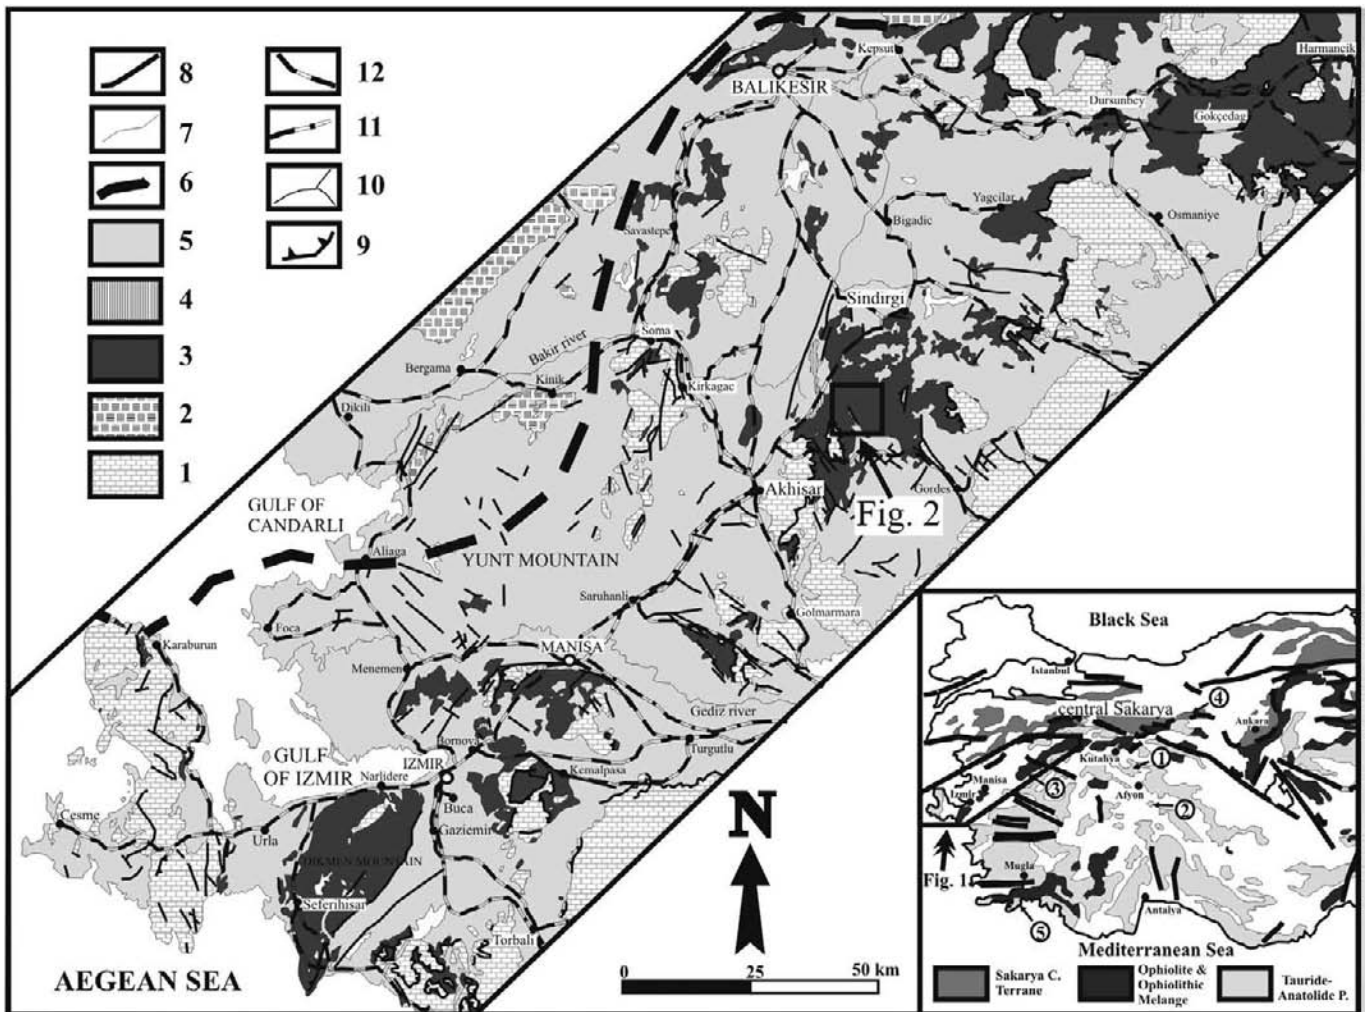 8
12
7
11
6
10
5
9
4
3
2
1
Kepsut
BALIKESIR
Harmancik
Dursunbey
Gökçedag
Yagcilar
Bigadic
Osmaniye
Savastepe
Sindirgi
Soma
Bakir river
Bergama
Kinik
Kirkagac
Dikili
Akhisar
Gordes
Fig. 2
GULF OF
CANDARLI
Aliaga
YUNT MOUNTAIN
Saruhanli
Golmarmara
Foca
Karaburun
MANISA
Menemen
Gediz river
Bornova
Turgutlu
GULF
OF IZMIR
IZMIR
Narlidere
Kemalpasa
Buca
Cesme
Gaziemir
Urla
DIKMEN MOUNTAIN
Seferihisar
Torbali
AEGEAN SEA
N
0
25
50 km
Black Sea
Istanbul
central Sakarya
4
Ankara
Kütahya
1
Manisa
Izmir
3
Afyon
2
Mugla
Fig. 1
Antalya
5
Mediterranean Sea
Sakarya C.
Terrane
Ophiolite &
Ophiolithic
Melange
Tauride-
Anatolide P.